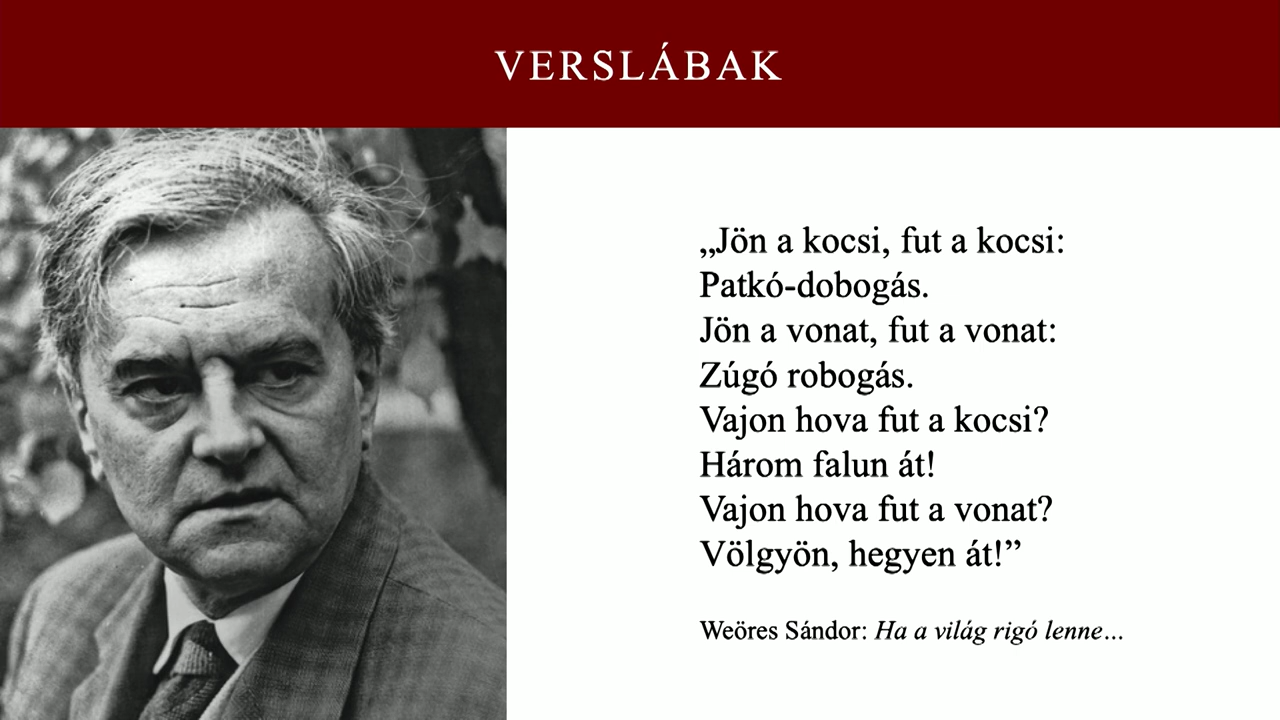 VERSLÁBAK
„Jön a kocsi, fut a kocsi:
Patkó-dobogás.
Jön a vonat, fut a vonat:
Zúgó robogás.
Vajon hova fut a kocsi?
Három falun át!
Vajon hova fut a vonat?
Völgyön, hegyen át!”
Weöres Sándor: Ha a világ rigó lenne…